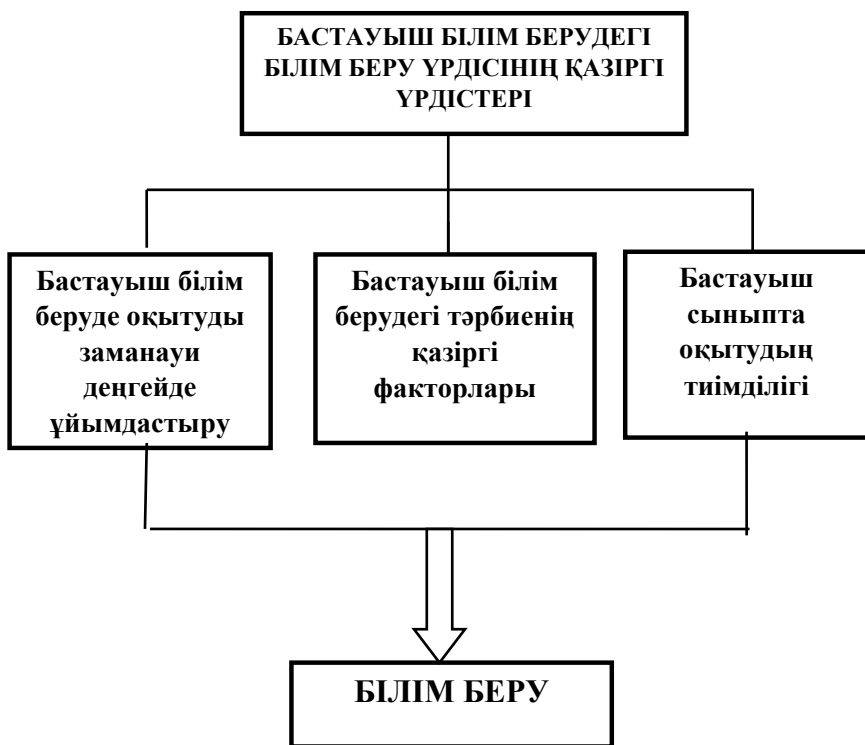 БАСТАУЫШ БІЛІМ БЕРУДЕГІ
БІЛІМ БЕРУ ҮРДІСІНІҢ ҚАЗІРГІ
ҮРДІСТЕРІ
Бастауыш білім
беруде оқытуды
заманауи
деңгейде
ұйымдастыру
Бастауыш білім
берудегі тәрбиенің
қазіргі
факторлары
Бастауыш
сыныпта
оқытудың
тиімділігі
БІЛІМ БЕРУ